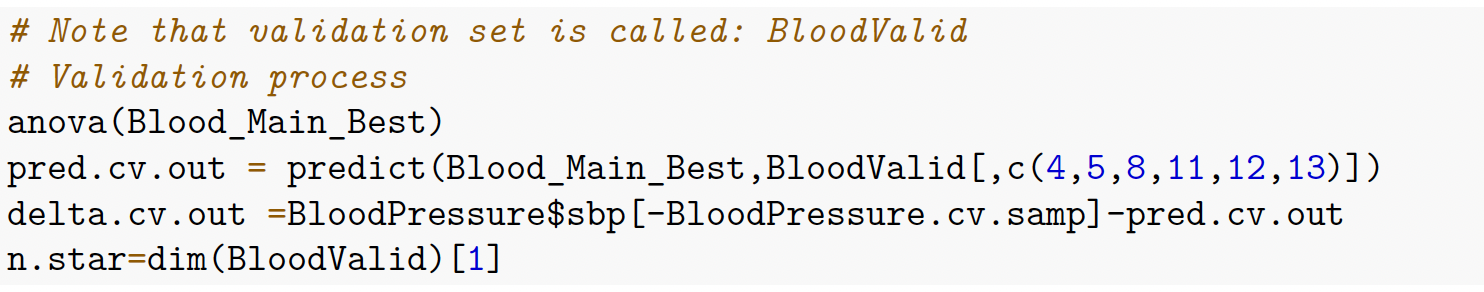 # Note that validation set is called: BloodValid
# Validation process
anova(Blood_Main_Best)
pred.cv.out = predict(Blood_Main_Best,BloodValid[,c(4,5,8,11,12,13)])
delta.cv.out =BloodPressure$sbp[-BloodPressure.cv.samp]-pred.cv.out
n.star=dim(BloodValid)[1]